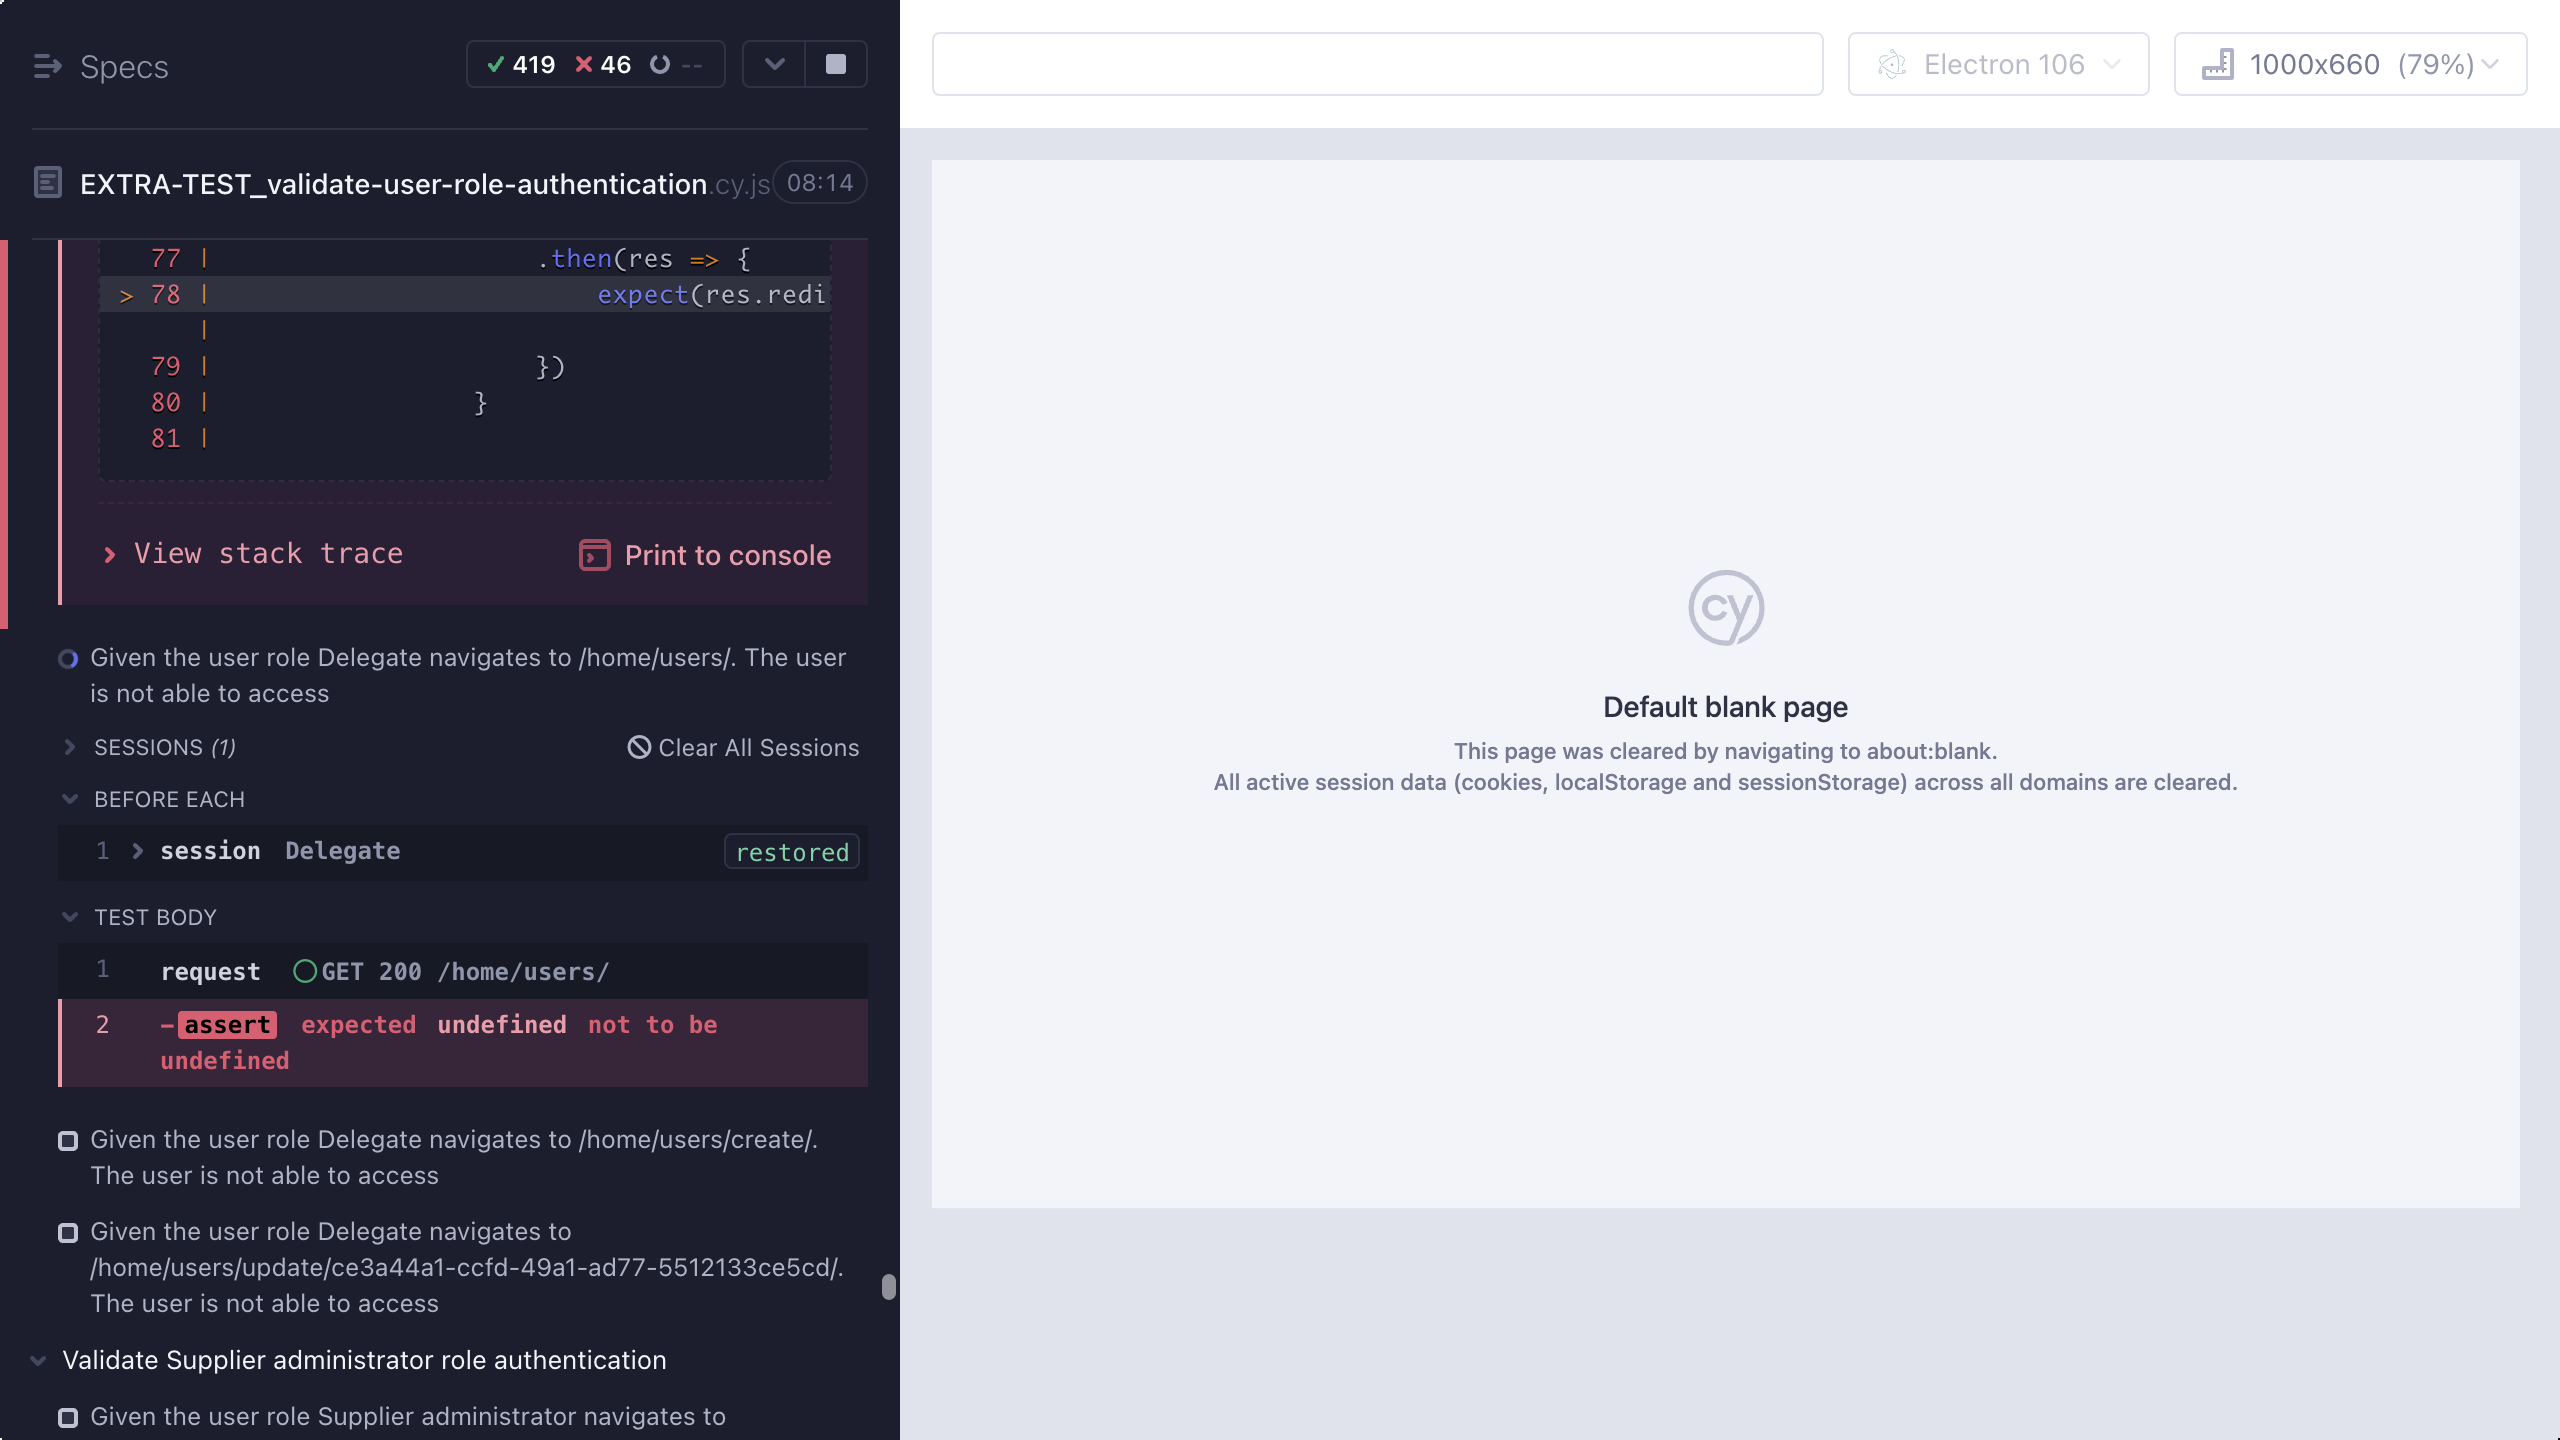 Specs
419 46 --
EXTRA-TEST_validate-user-role-authentication.cy.js 08:14
77 | .then(res => {
> 78 | expect(res.redi
|
79 | })
80 | }
81 |
View stack trace
Print to console
Given the user role Delegate navigates to /home/users/. The user
is not able to access
SESSIONS (1)
Clear All Sessions
BEFORE EACH
1 session Delegate restored
TEST BODY
1 request GET 200 /home/users/
2 -assert expected undefined not to be
undefined
Given the user role Delegate navigates to /home/users/create/.
The user is not able to access
Given the user role Delegate navigates to
/home/users/update/ce3a44a1-ccfd-49a1-ad77-5512133ce5cd/.
The user is not able to access
Validate Supplier administrator role authentication
Given the user role Supplier administrator navigates to
Electron 106
1000x660 (79%)
cy
Default blank page
This page was cleared by navigating to about:blank.
All active session data (cookies, localStorage and sessionStorage) across all domains are cleared.